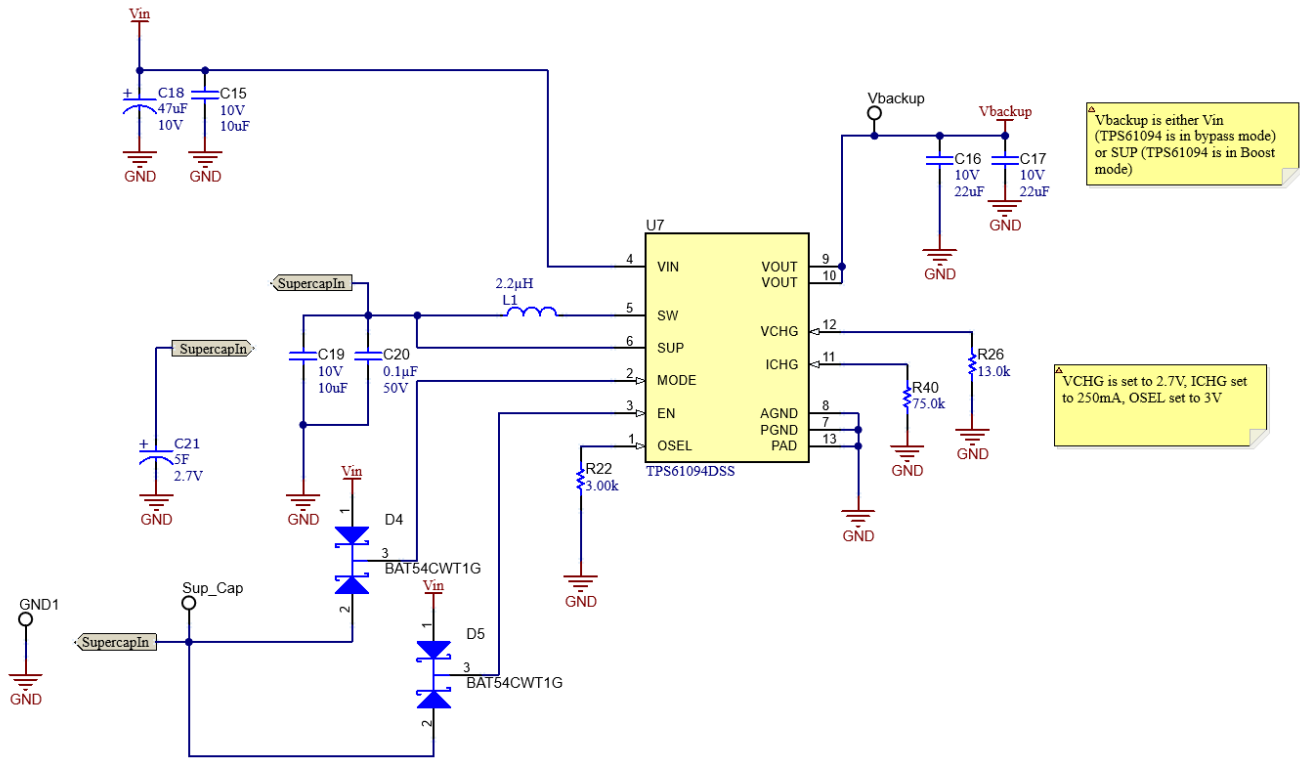 Vin
C18
47uF
10V
C15
10V
10uF
GND
GND
Vbackup
Vbackup
C16
10V
22uF
C17
10V
22uF
GND
GND
Vbackup is either Vin
(TPS61094 is in bypass mode)
or SUP (TPS61094 is in Boost
mode)
U7
4
VIN
5
SW
6
SUP
2
MODE
3
EN
1
OSEL
VOUT
9
VOUT
10
VCHG
12
ICHG
11
AGND
8
PGND
7
PAD
13
TPS61094DSS
SupercapIn
2.2µH
L1
C19
10V
10uF
C20
0.1µF
50V
GND
SupercapIn
C21
5F
2.7V
GND
R22
3.00k
GND
R26
13.0k
GND
R40
75.0k
GND
GND
VCHG is set to 2.7V, ICHG set
to 250mA, OSEL set to 3V
Vin
1
D4
3
BAT54CWT1G
2
Vin
1
D5
3
BAT54CWT1G
2
Sup_Cap
SupercapIn
GND1
GND